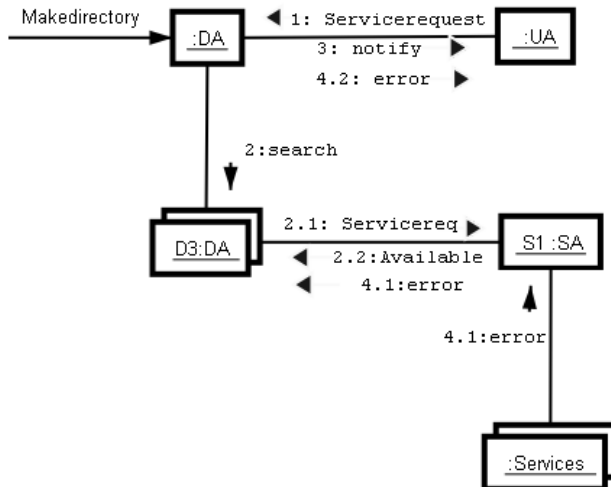 Makedirectory
:DA
1: Servicerequest
3: notify
4.2: error
:UA
2:search
D3:DA
2.1: Servicereq
2.2:Available
4.1:error
S1 :SA
4.1:error
:Services